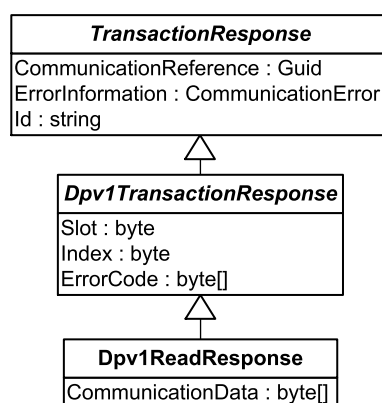 TransactionResponse
CommunicationReference : Guid
ErrorInformation : CommunicationError
Id : string
Dpv1TransactionResponse
Slot : byte
Index : byte
ErrorCode : byte[]
Dpv1ReadResponse
CommunicationData : byte[]